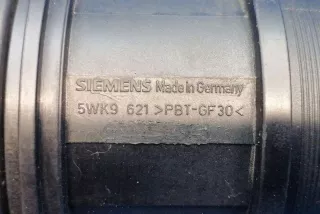 SIEMENS Made in Germany
5WK9 621 >PBT-GF30<